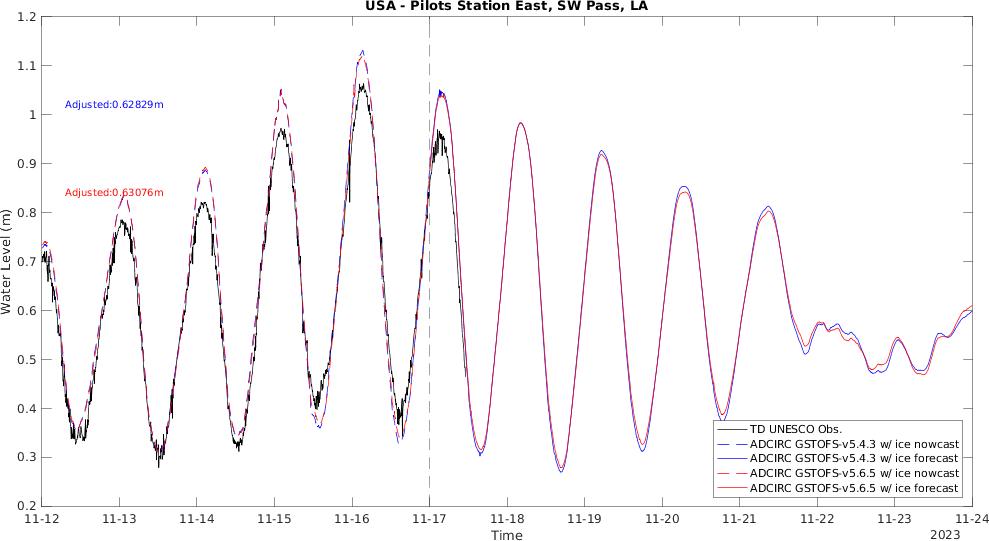 USA - Pilots Station East, SW Pass, LA
1.2
1.1
1
0.9
0.8
0.7
0.6
0.5
0.4
0.3
0.2
Water Level (m)
Adjusted:0.62829m
Adjusted:0.63076m
TD UNESCO Obs.
ADCIRC GSTOFS-v5.4.3 w/ ice nowcast
ADCIRC GSTOFS-v5.4.3 w/ ice forecast
ADCIRC GSTOFS-v5.6.5 w/ ice nowcast
ADCIRC GSTOFS-v5.6.5 w/ ice forecast
11-12 11-13 11-14 11-15 11-16 11-17 11-18 11-19 11-20 11-21 11-22 11-23 11-24
Time
2023